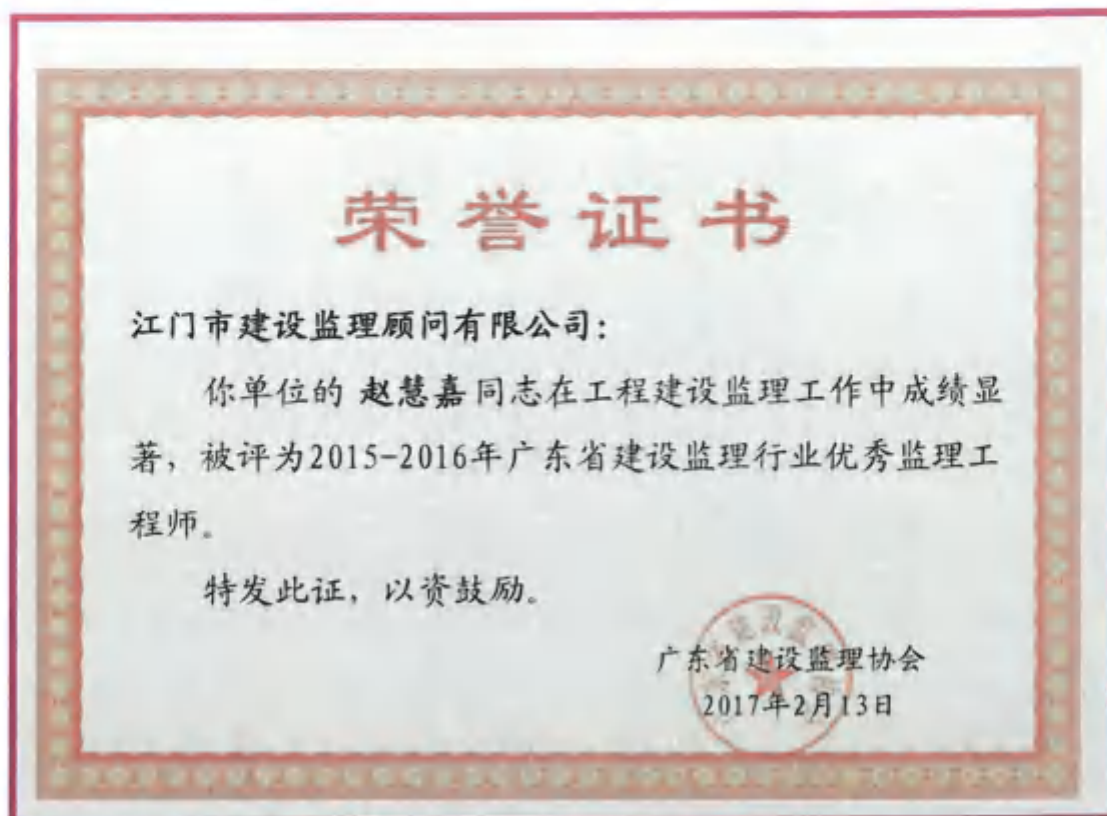 荣誉证书
江门市建设监理顾问有限公司：
你单位的 赵慧嘉同志在工程建设监理工作中成绩显
著，被评为2015-2016年广东省建设监理行业优秀监理工
程师。
特发此证，以资鼓励。
广东省建设监理协会
2017年2月13日